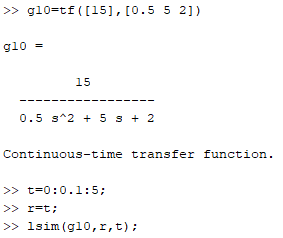 >> g10=tf([15],[0.5 5 2])
g10 =
15
-----------------
0.5 s^2 + 5 s + 2
Continuous-time transfer function.
>> t=0:0.1:5;
>> r=t;
>> lsim(g10,r,t);